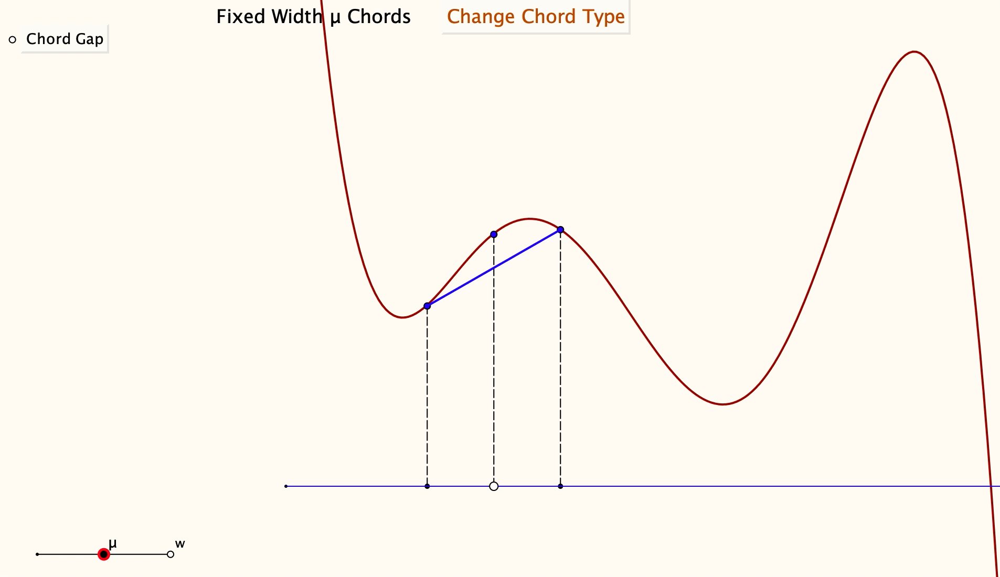 Fixed Width μ Chords
Change Chord Type
Chord Gap
μ
w